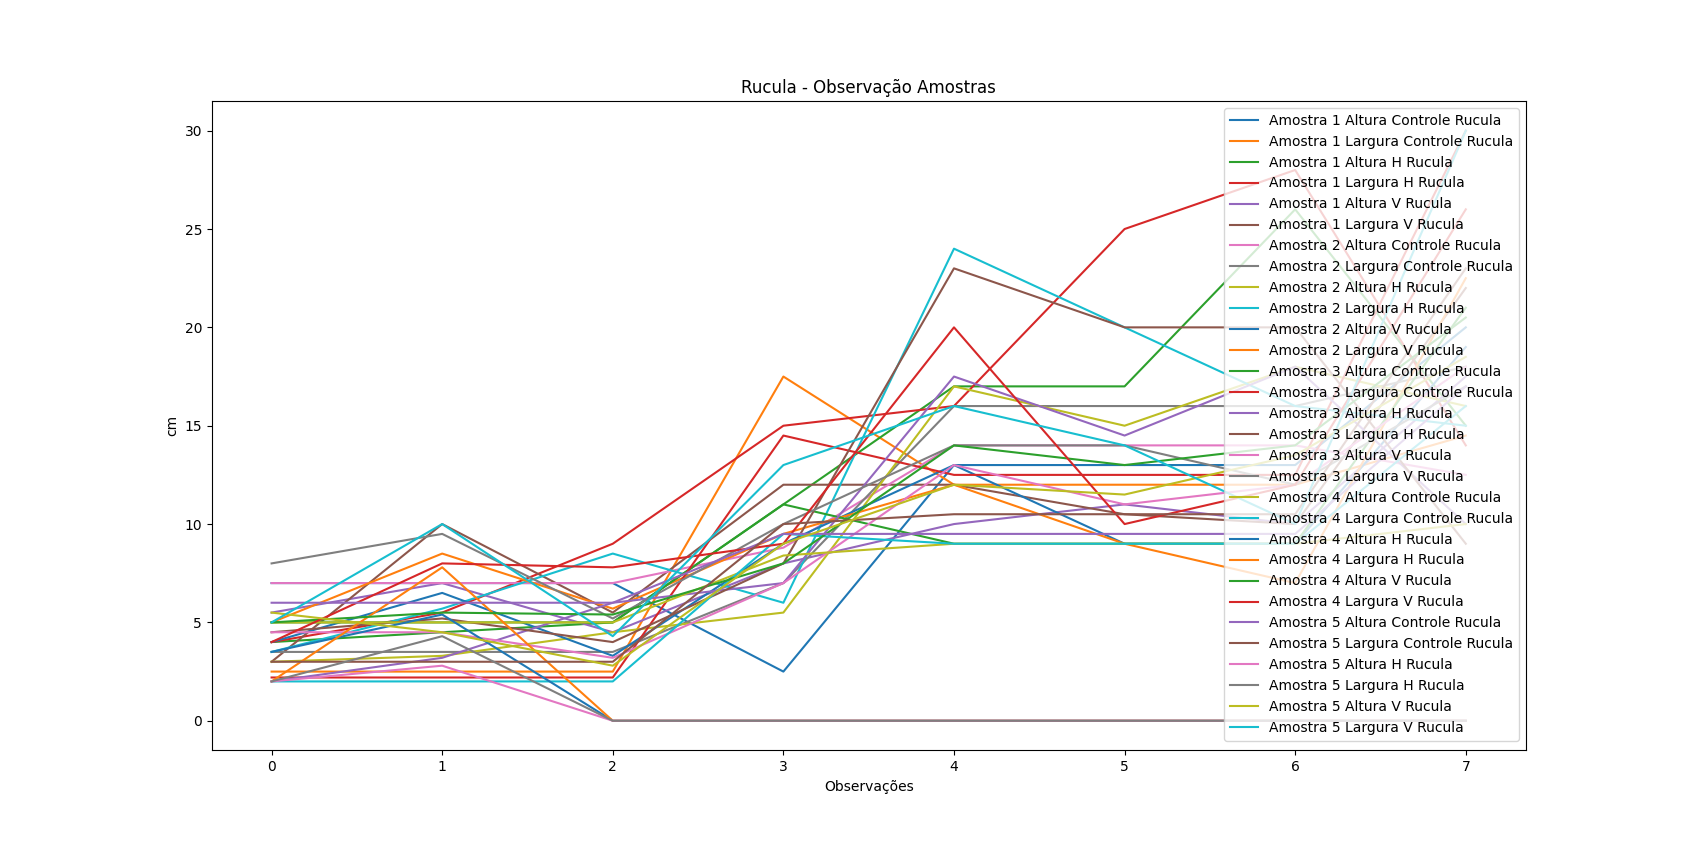 Rucula - Observação Amostras
30
25
20
15
10
5
0
cm
0 1 2 3 4 5 6 7
Observações
Amostra 1 Altura Controle Rucula
Amostra 1 Largura Controle Rucula
Amostra 1 Altura H Rucula
Amostra 1 Largura H Rucula
Amostra 1 Altura V Rucula
Amostra 1 Largura V Rucula
Amostra 2 Altura Controle Rucula
Amostra 2 Largura Controle Rucula
Amostra 2 Altura H Rucula
Amostra 2 Largura H Rucula
Amostra 2 Altura V Rucula
Amostra 2 Largura V Rucula
Amostra 3 Altura Controle Rucula
Amostra 3 Largura Controle Rucula
Amostra 3 Altura H Rucula
Amostra 3 Largura H Rucula
Amostra 3 Altura V Rucula
Amostra 3 Largura V Rucula
Amostra 4 Altura Controle Rucula
Amostra 4 Largura Controle Rucula
Amostra 4 Altura H Rucula
Amostra 4 Largura H Rucula
Amostra 4 Altura V Rucula
Amostra 4 Largura V Rucula
Amostra 5 Altura Controle Rucula
Amostra 5 Largura Controle Rucula
Amostra 5 Altura H Rucula
Amostra 5 Largura H Rucula
Amostra 5 Altura V Rucula
Amostra 5 Largura V Rucula